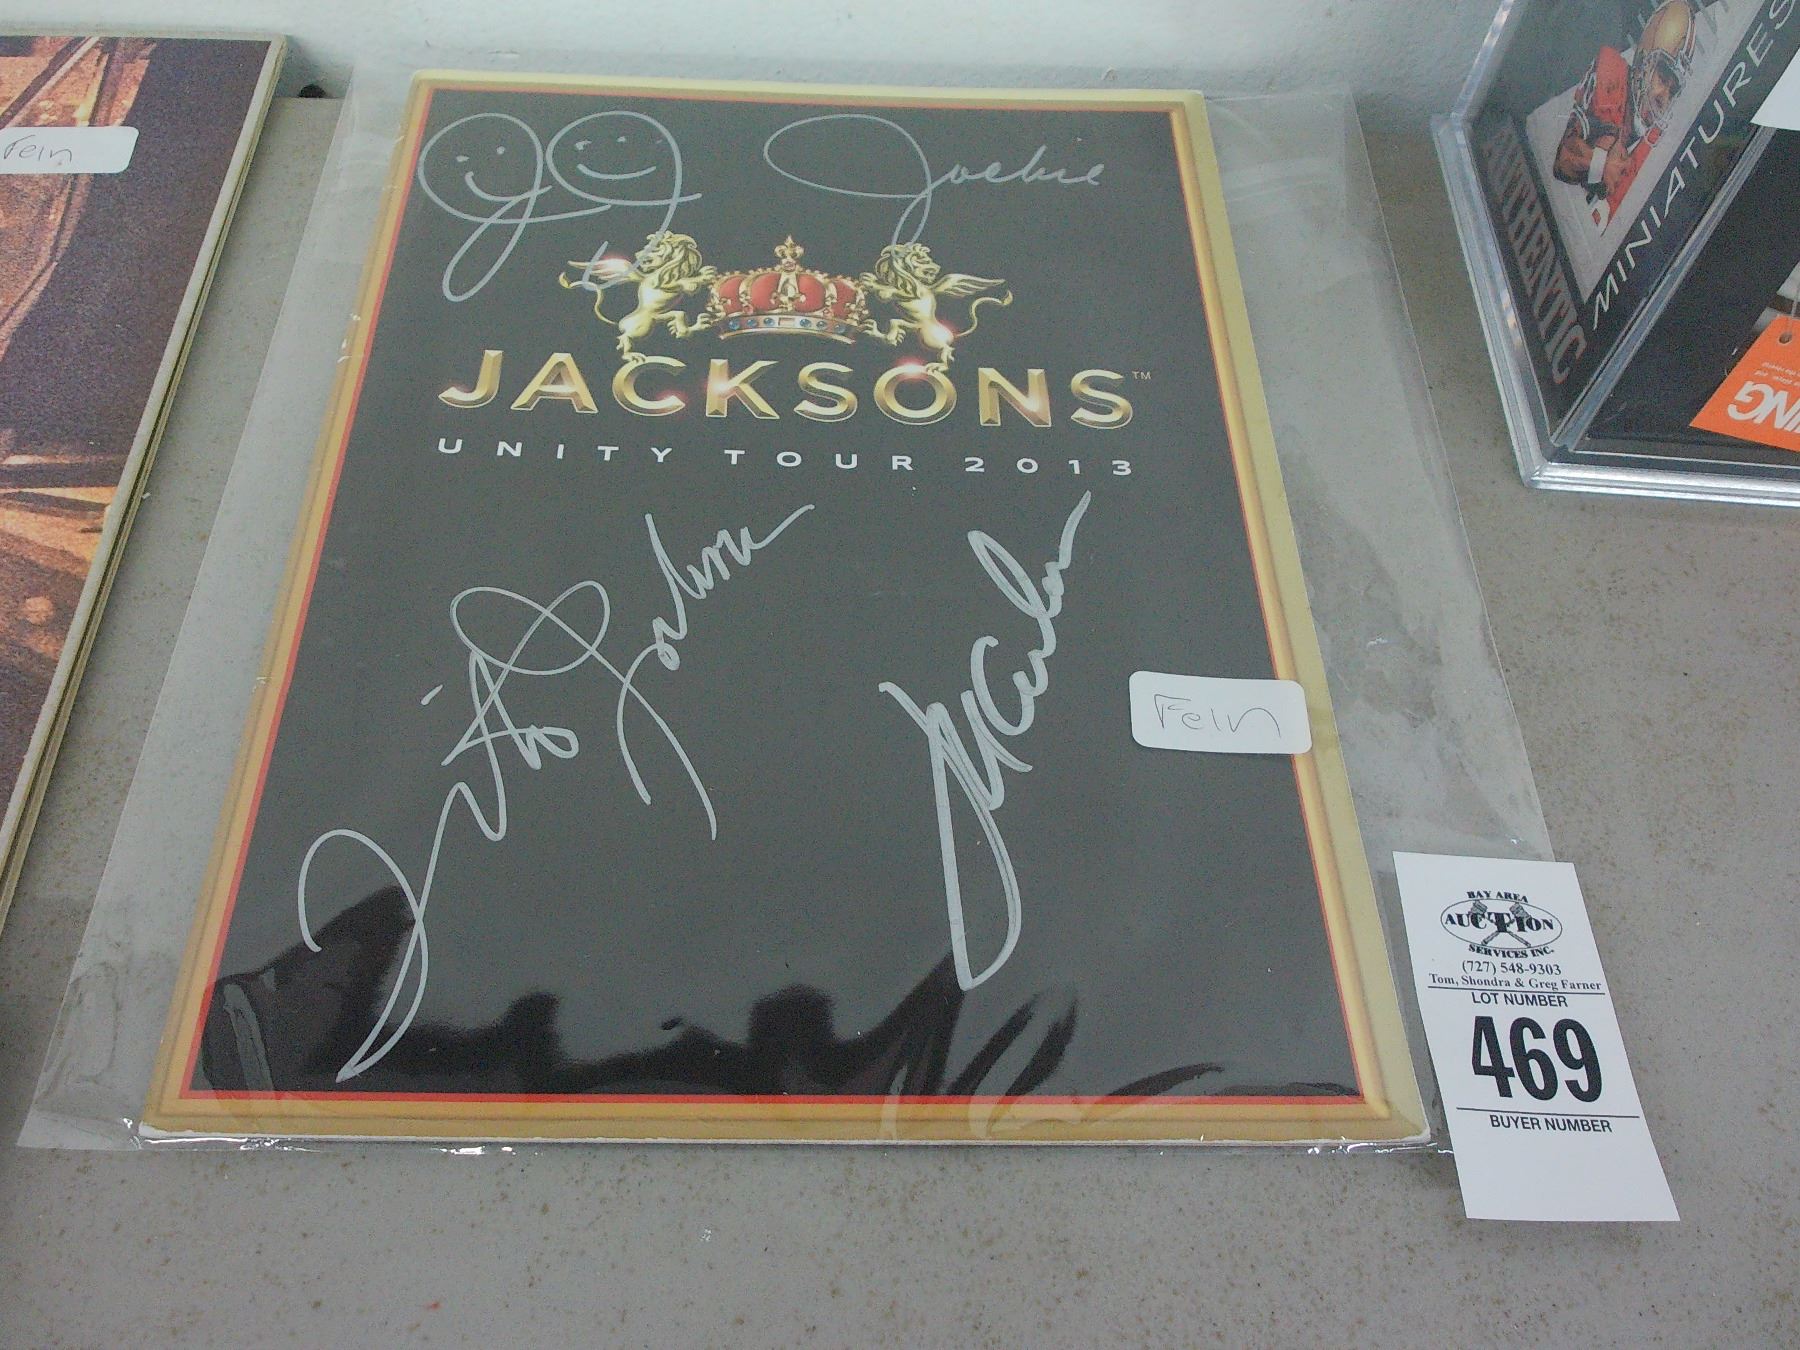 Fein
Jackie
JACKSONS™
UNITY TOUR 2013
Fein
AUTHENTIC
MINIATURES
BAY AREA
AUCTION
SERVICES INC.
(727) 548-9303
Tom, Shondra & Greg Farner
LOT NUMBER
469
BUYER NUMBER